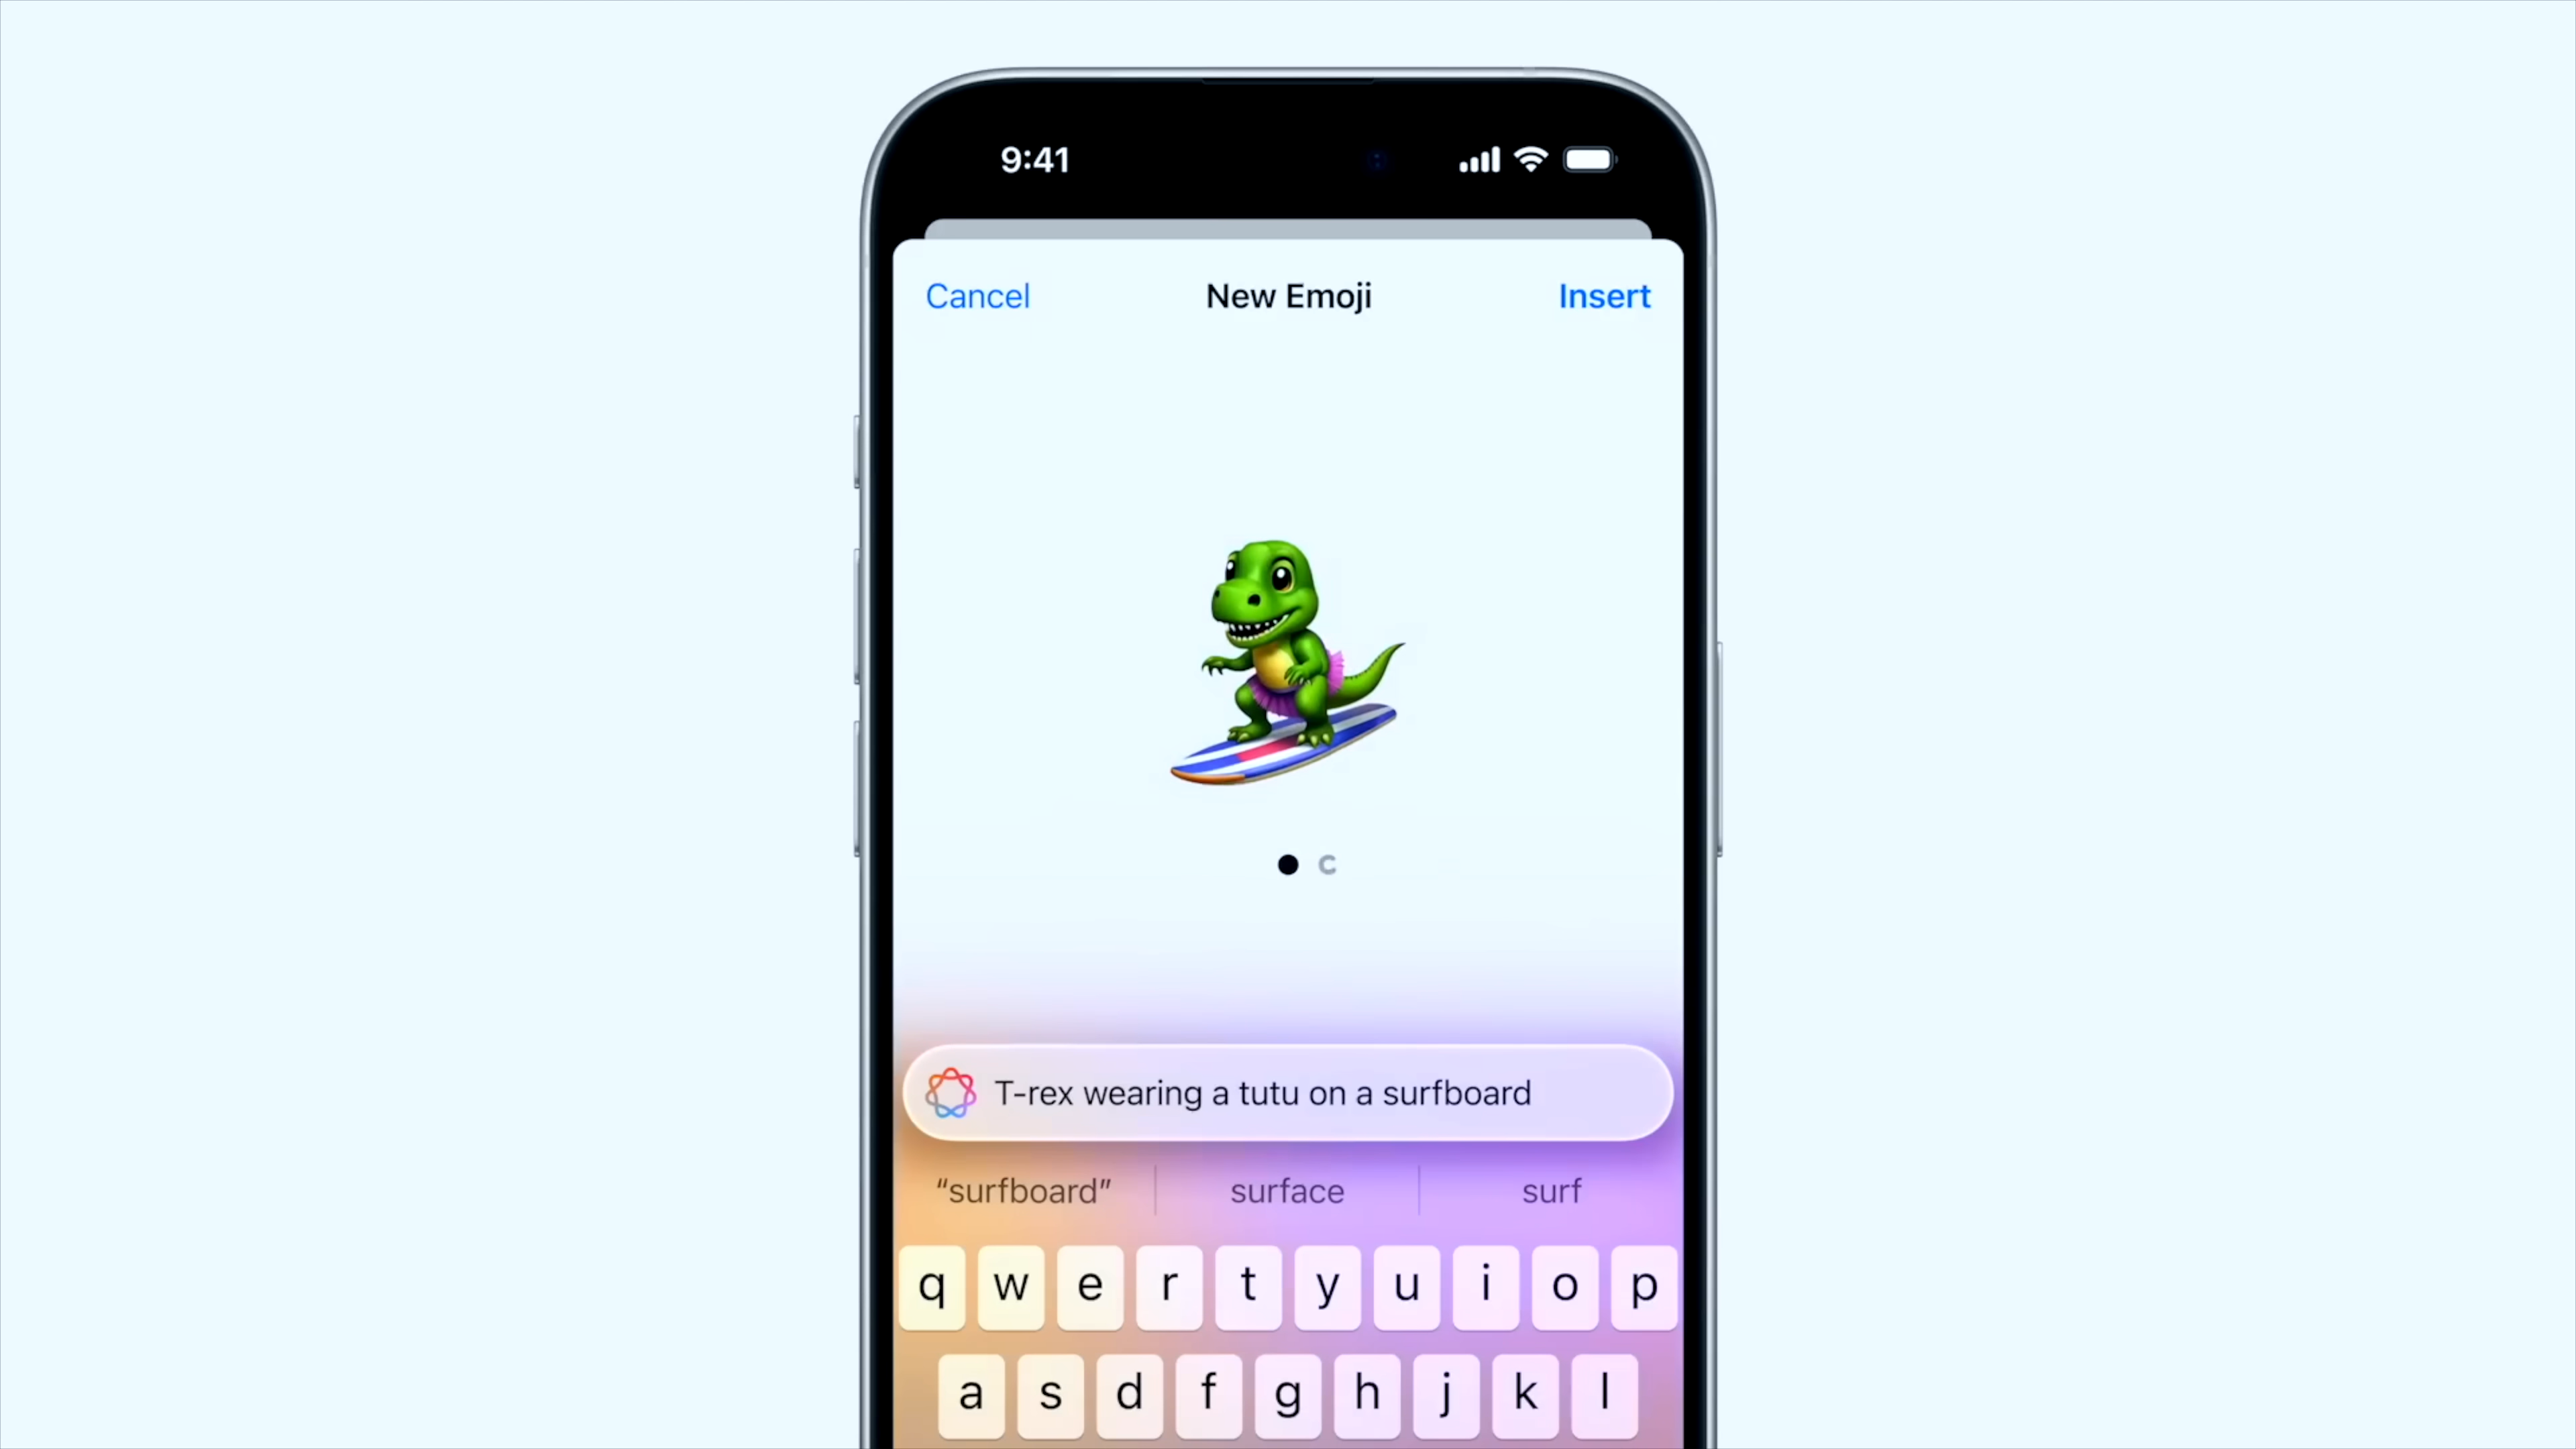 9:41
Cancel New Emoji Insert
T-rex wearing a tutu on a surfboard
“surfboard” surface surf
q w e r t y u i o p
a s d f g h j k l